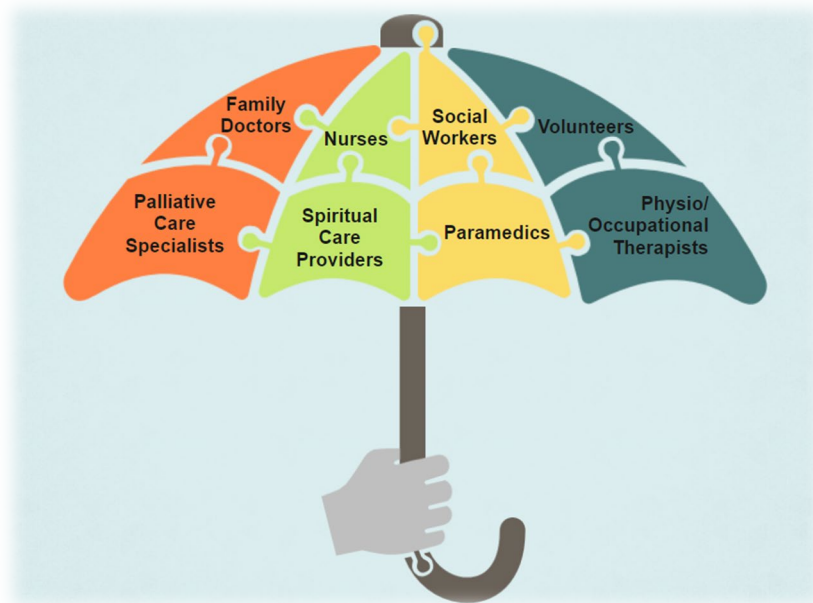 Family
Doctors
Nurses
Social
Workers
Volunteers
Palliative
Care
Specialists
Spiritual
Care
Providers
Paramedics
Physio/
Occupational
Therapists